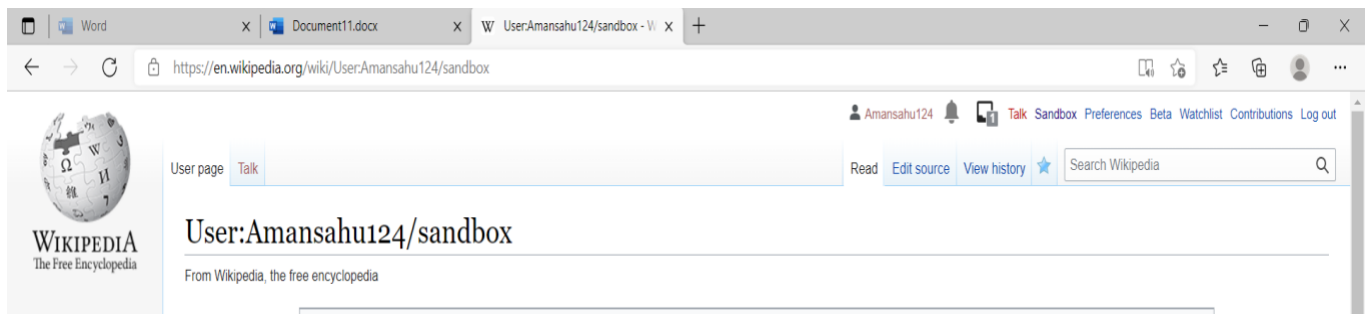 Word Document11.docx User:Amansahu124/sandbox - W
https://en.wikipedia.org/wiki/User:Amansahu124/sandbox
Amansahu124 1 Talk Sandbox Preferences Beta Watchlist Contributions Log out
User page Talk Read Edit source View history Search Wikipedia
WIKIPEDIA
The Free Encyclopedia
User:Amansahu124/sandbox
From Wikipedia, the free encyclopedia